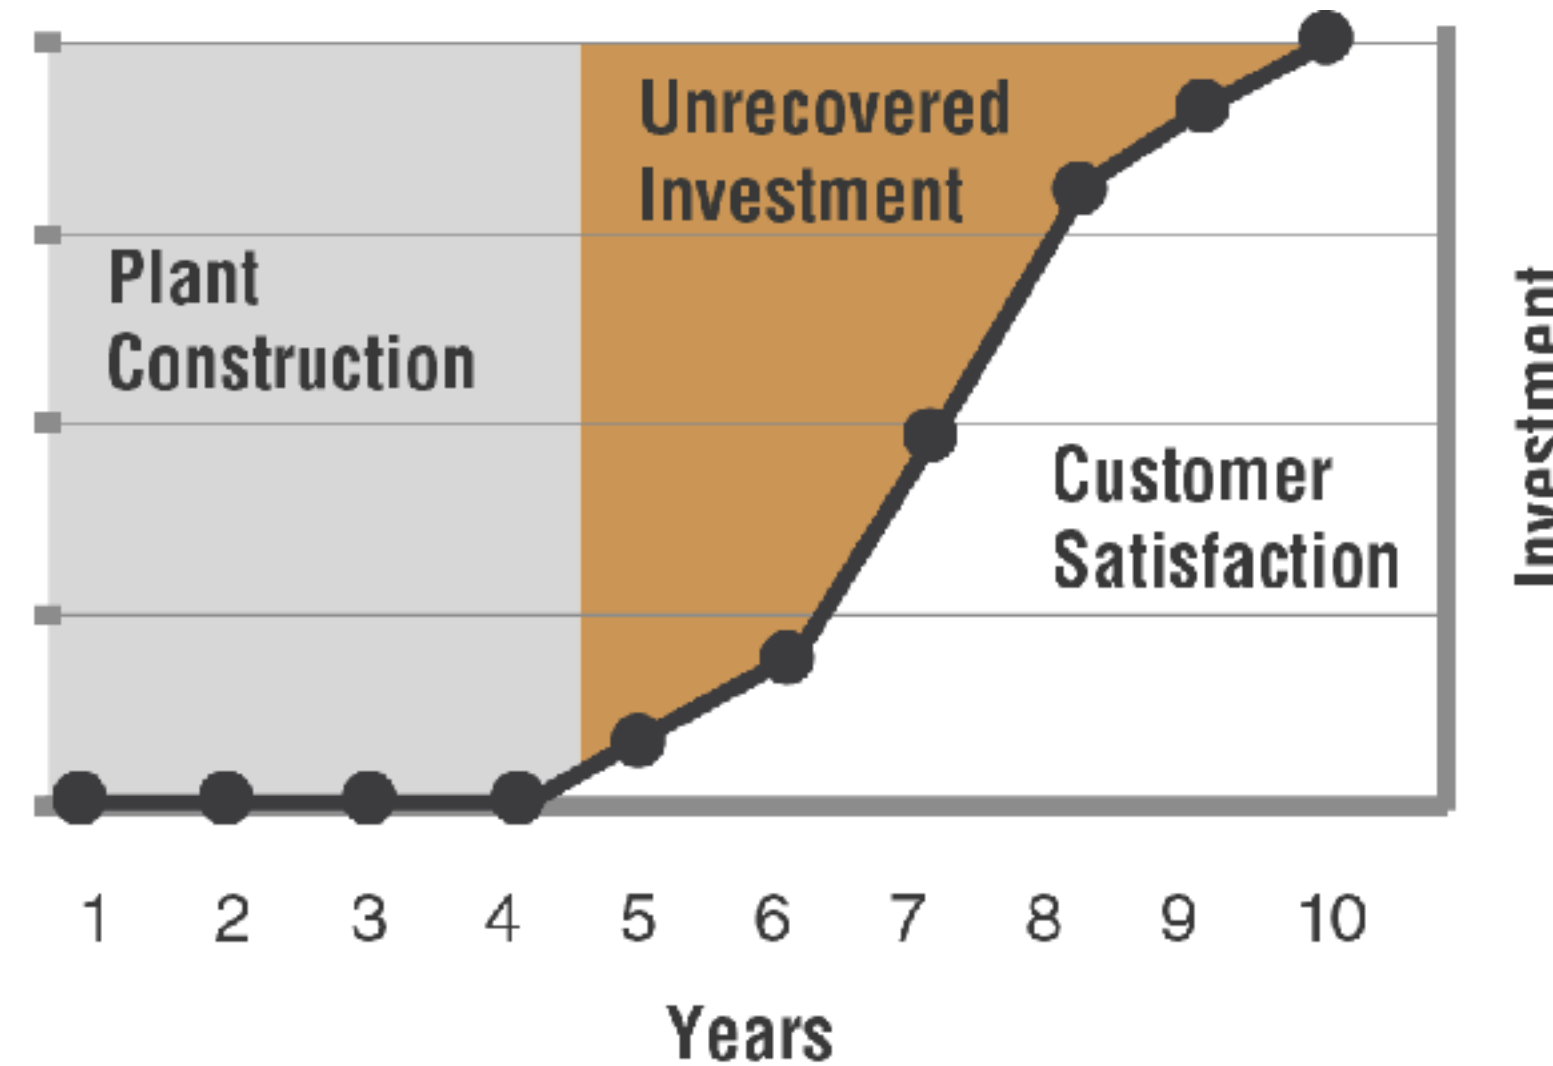 Unrecovered
Investment
Plant
Construction
Customer
Satisfaction
Investment
1 2 3 4 5 6 7 8 9 10
Years